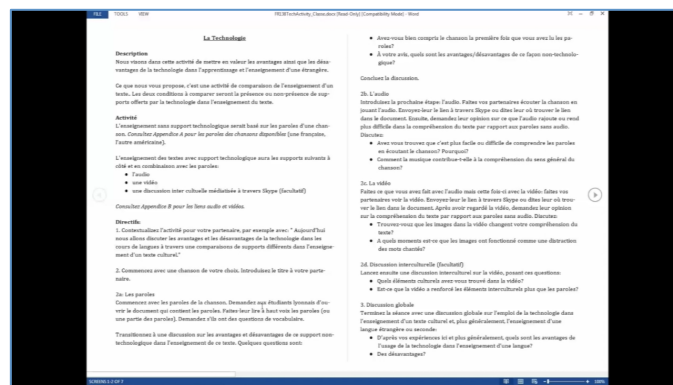 FILE TOOLS VIEW
FR138TechActivity_Classe.docx [Read-Only] [Compatibility Mode] - Word
La Technologie
Description
Nous visons dans cette activité de mettre en valeur les avantages ainsi que les désa-
vantages de la technologie dans l'apprentissage et l'enseignement d'une étrangère.
Ce que nous vous propose, c'est une activité de comparaison de l'enseignement d'un
texte. Les deux conditions à comparer seront la présence ou non-présence de sup-
ports offerts par la technologie dans l'enseignement du texte.
Activité
L'enseignement sans support technologique serait basé sur les paroles d'une chan-
son. Consultez Appendice A pour les paroles des chansons disponibles (une française,
l'autre américaine).
L'enseignement des textes avec support technologique aura les supports suivants à
côté et en combinaison avec les paroles:
● l'audio
● une vidéo
● une discussion inter culturelle médiatisée à travers Skype (facultatif)
Consultez Appendice B pour les liens audio et vidéos.
Directifs.
1. Contextualisez l'activité pour votre partenaire, par exemple avec: " Aujourd'hui
nous allons discuter les avantages et les désavantages de la technologie dans les
cours de langues à travers une comparaisons de supports différents dans l'enseigne-
ment d'un texte culturel."
2. Commencez avec une chanson de votre choix. Introduisez le titre à votre parte-
naire.
2a: Les paroles
Commencez avec les paroles de la chanson. Demandez aux étudiants lyonnais d'ou-
vrir le document qui contient les paroles. Faites-leur lire à haut voix les paroles (ou
une partie des paroles). Demandez s'ils ont des questions de vocabulaire.
Transitionnez à une discussion sur les avantages et désavantages de ce support non-
technologique dans l'enseignement de ce texte. Quelques questions sont:
● Avez-vous bien compris le chanson la première fois que vous avez lu les pa-
roles?
● À votre avis, quels sont les avantages/désavantages de ce façon non-technolo-
gique?
Concluez la discussion.
2b. L'audio
Introduisez la prochaine étape: l'audio. Faites vos partenaires écouter la chanson en
jouant l'audio. Envoyez-leur le lien à travers Skype ou dites leur où trouver le lien
dans le document. Ensuite, demandez leur opinion sur ce que l'audio rajoute ou rend
plus difficile dans la compréhension du texte par rapport aux paroles sans audio.
Discutez:
● Avez vous trouvez que c'est plus facile ou difficile de comprendre les paroles
en écoutant le chanson? Pourquoi?
● Comment la musique contribue-t-elle à la compréhension du sens général du
chanson?
2c. La vidéo
Faites ce que vous avez fait avec l'audio mais cette fois-ci avec la vidéo: faites vos
partenaires voir la vidéo. Envoyez-leur le lien à travers Skype ou dites leur où trou-
ver le lien dans le document. Après avoir regardé la vidéo, demandez leur opinion
sur la compréhension du texte par rapport aux paroles sans audio. Discutez:
● Trouvez-vous que les images dans la vidéo changent votre compréhension du
texte?
● A quels moments est-ce que les images ont fonctionné comme une distraction
des mots chantés?
2d. Discussion interculturelle (facultatif)
Lancez ensuite une discussion interculturel sur la vidéo, posant ces questions:
● Quels éléments culturels avez vous trouvé dans la vidéo?
● Est-ce que la vidéo a renforcé les éléments interculturels plus que les paroles?
3. Discussion globale
Terminez la séance avec une discussion globale sur l'emploi de la technologie dans
l'enseignement d'un texte culturel et, plus généralement, l'enseignement d'une
langue étrangère ou seconde:
● D'après vos expériences ici et plus généralement, quels sont les avantages de
l'usage de la technologie dans l'enseignement d'une langue?
● Des désavantages?
SCREENS 1-2 OF 7
100%